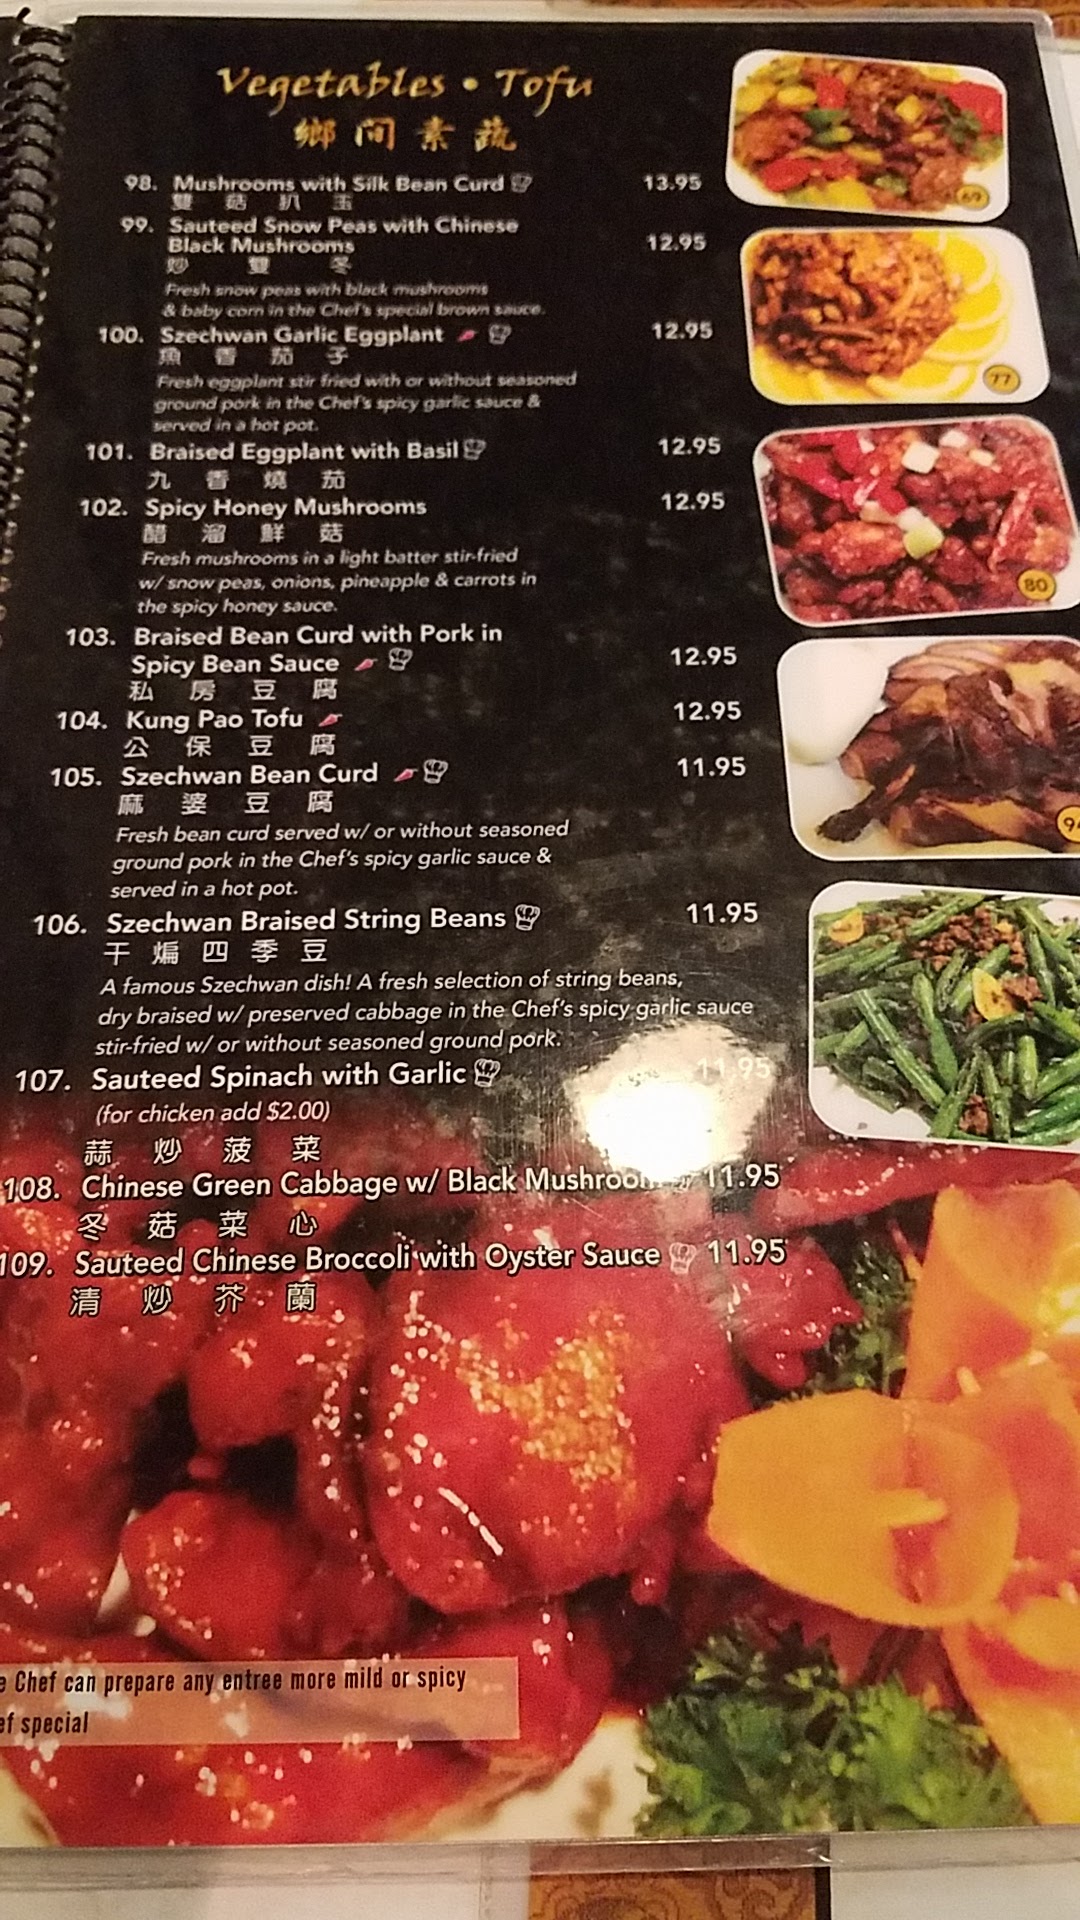 Vegetables • Tofu
鄉間素蔬
98. Mushrooms with Silk Bean Curd 13.95
雙菇扒玉
99. Sauteed Snow Peas with Chinese
Black Mushrooms 12.95
炒雙冬
Fresh snow peas with black mushrooms
& baby corn in the Chef's special brown sauce.
100. Szechwan Garlic Eggplant 12.95
魚香茄子
Fresh eggplant stir fried with or without seasoned
ground pork in the Chef's spicy garlic sauce &
served in a hot pot.
101. Braised Eggplant with Basil 12.95
九香燒茄
102. Spicy Honey Mushrooms 12.95
醋溜鮮菇
Fresh mushrooms in a light batter stir-fried
w/ snow peas, onions, pineapple & carrots in
the spicy honey sauce.
103. Braised Bean Curd with Pork in
Spicy Bean Sauce 12.95
私房豆腐
104. Kung Pao Tofu 12.95
公保豆腐
105. Szechwan Bean Curd 11.95
麻婆豆腐
Fresh bean curd served w/ or without seasoned
ground pork in the Chef's spicy garlic sauce &
served in a hot pot.
106. Szechwan Braised String Beans 11.95
干煸四季豆
A famous Szechwan dish! A fresh selection of string beans,
dry braised w/ preserved cabbage in the Chef's spicy garlic sauce
stir-fried w/ or without seasoned ground pork.
107. Sauteed Spinach with Garlic 11.95
(for chicken add $2.00)
蒜炒菠菜
108. Chinese Green Cabbage w/ Black Mushroom 11.95
冬菇菜心
109. Sauteed Chinese Broccoli with Oyster Sauce 11.95
清炒芥蘭
e Chef can prepare any entree more mild or spicy
ef special
69
77
80